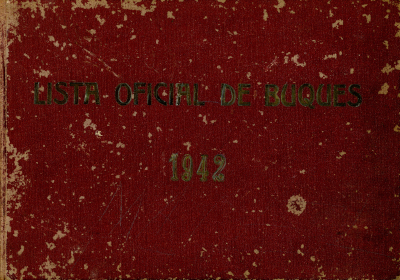 LISTA OFICIAL DE BUQUES
1942